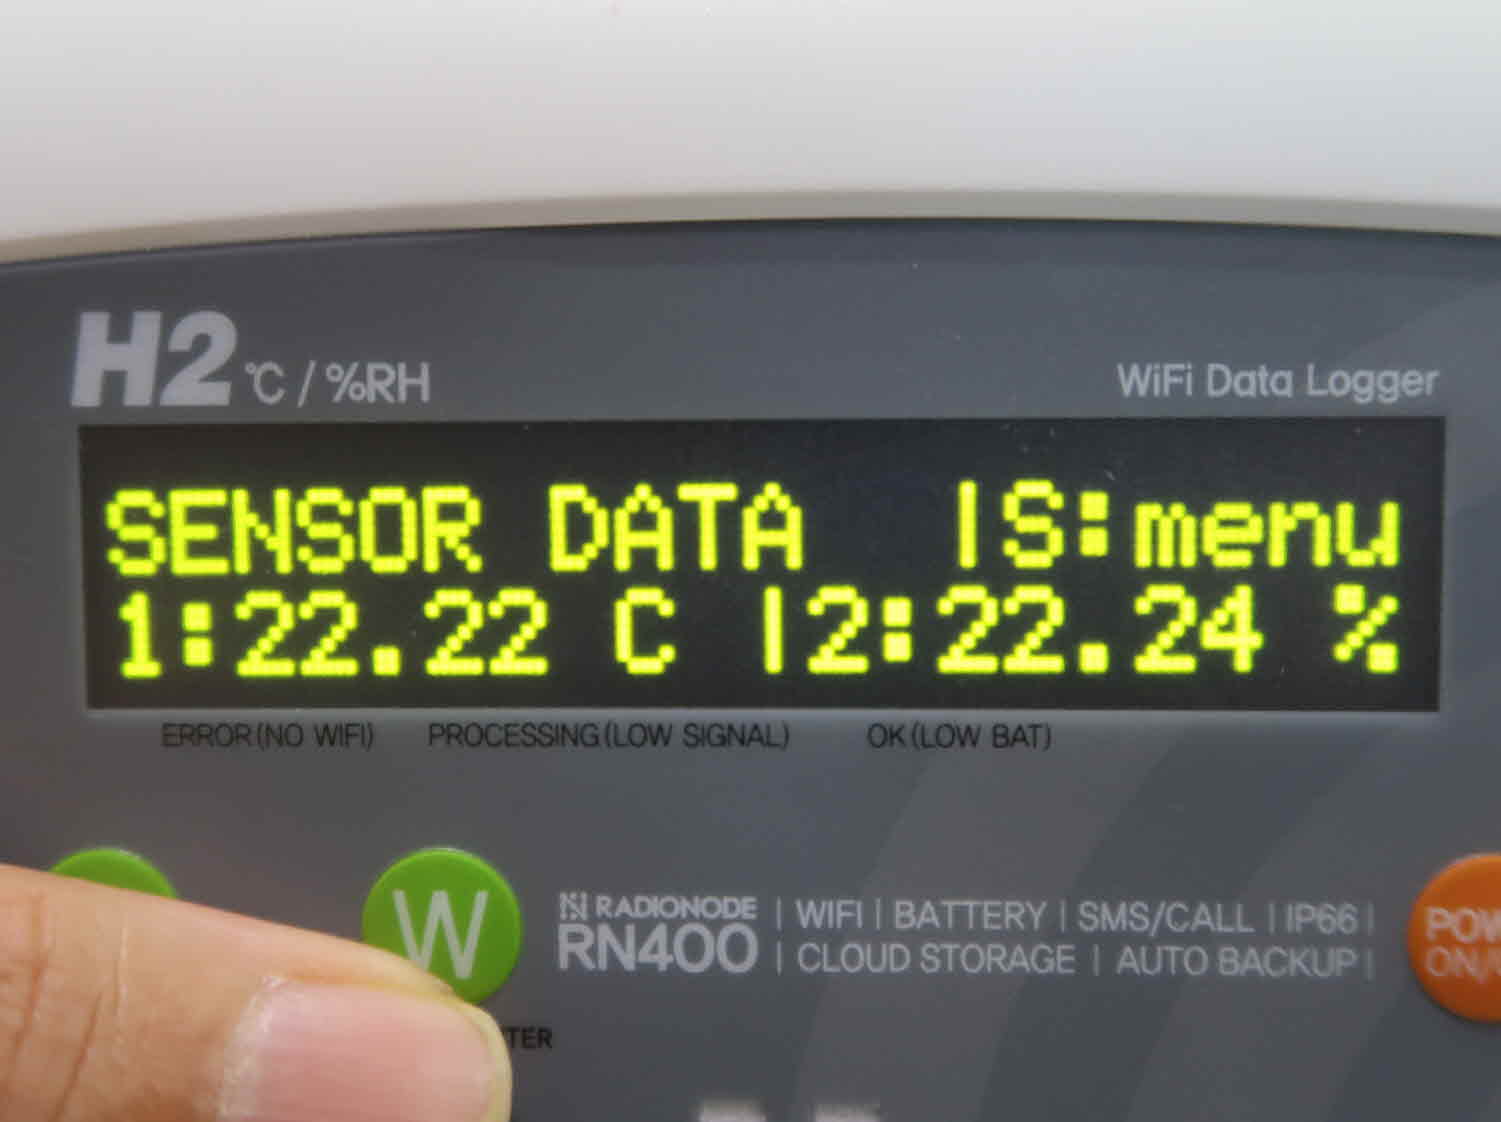 H2 ℃ / %RH
WiFi Data Logger
SENSOR DATA |S:menu
1:22.22 C |2:22.24 %
ERROR(NO WIFI) PROCESSING(LOW SIGNAL) OK(LOW BAT)
W
RADIONODE
RN400
| WIFI | BATTERY | SMS/CALL | IP66 |
| CLOUD STORAGE | AUTO BACKUP |